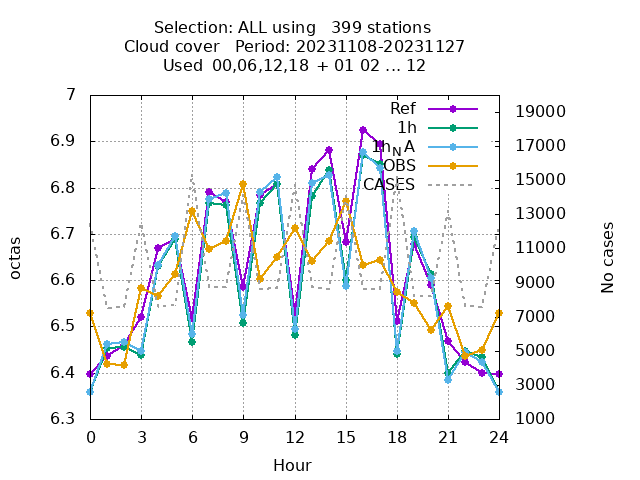 Selection: ALL using   399 stations
Cloud cover   Period: 20231108-20231127
Used  00,06,12,18  + 01 02 ... 12
7
6.9
6.8
6.7
6.6
6.5
6.4
6.3
octas
19000
17000
15000
13000
11000
9000
7000
5000
3000
1000
No cases
Ref
1h
1h_N A
OBS
CASES
0 3 6 9 12 15 18 21 24
Hour